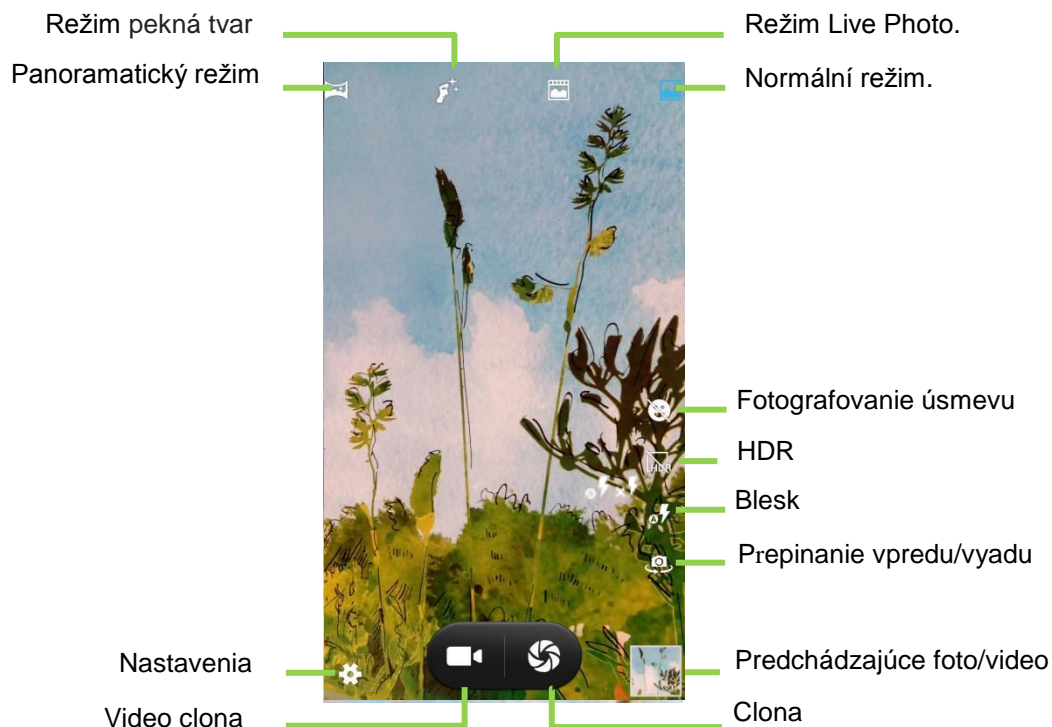 Režim pekná tvar
Režim Live Photo.
Panoramatický režim
Normální režim.
Fotografovanie úsmevu
HDR
HDR
Blesk
Prepinanie vpredu/vyadu
Nastavenia
Predchádzajúce foto/video
Video clona
Clona